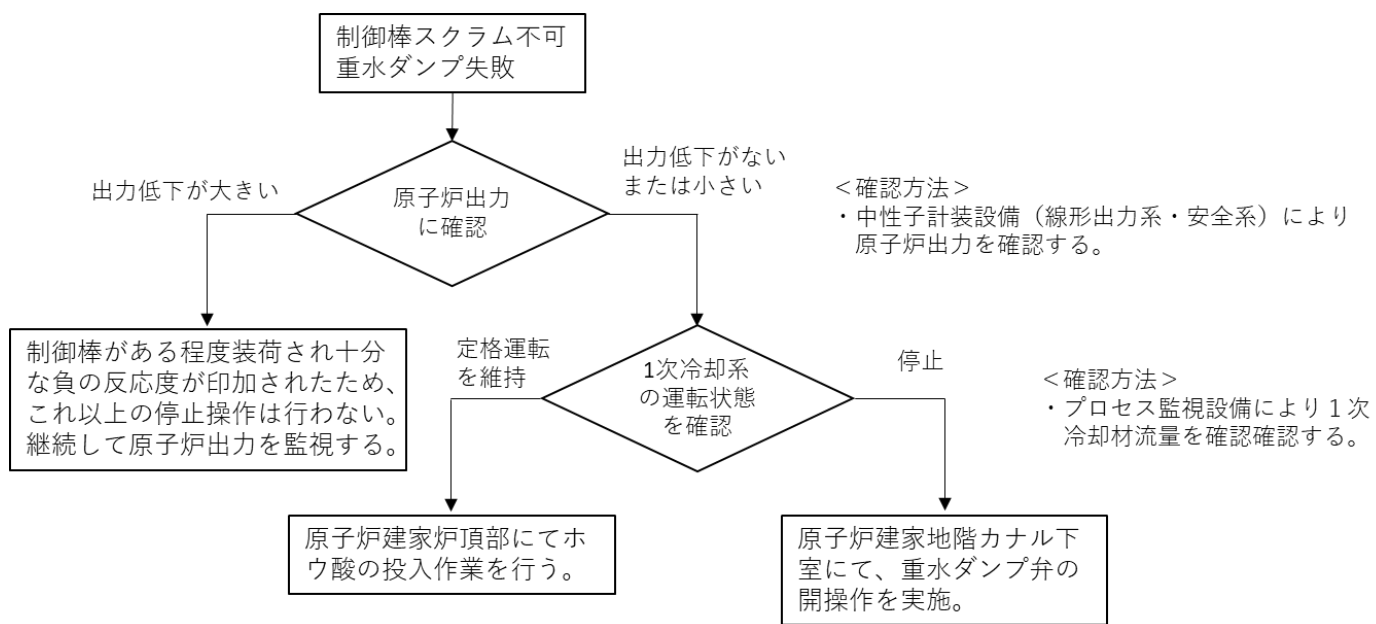 制御棒スクラム不可
重水ダンプ失敗
出力低下がない
または小さい
出力低下が大きい
原子炉出力
に確認
＜確認方法＞
・中性子計装設備（線形出力系・安全系）により
原子炉出力を確認する。
制御棒がある程度装荷され十分
な負の反応度が印加されたため、
これ以上の停止操作は行わない。
継続して原子炉出力を監視する。
定格運転
を維持
1次冷却系
の運転状態
を確認
停止
＜確認方法＞
・プロセス監視設備により１次
冷却材流量を確認確認する。
原子炉建家炉頂部にてホ
ウ酸の投入作業を行う。
原子炉建家地階カナル下
室にて、重水ダンプ弁の
開操作を実施。